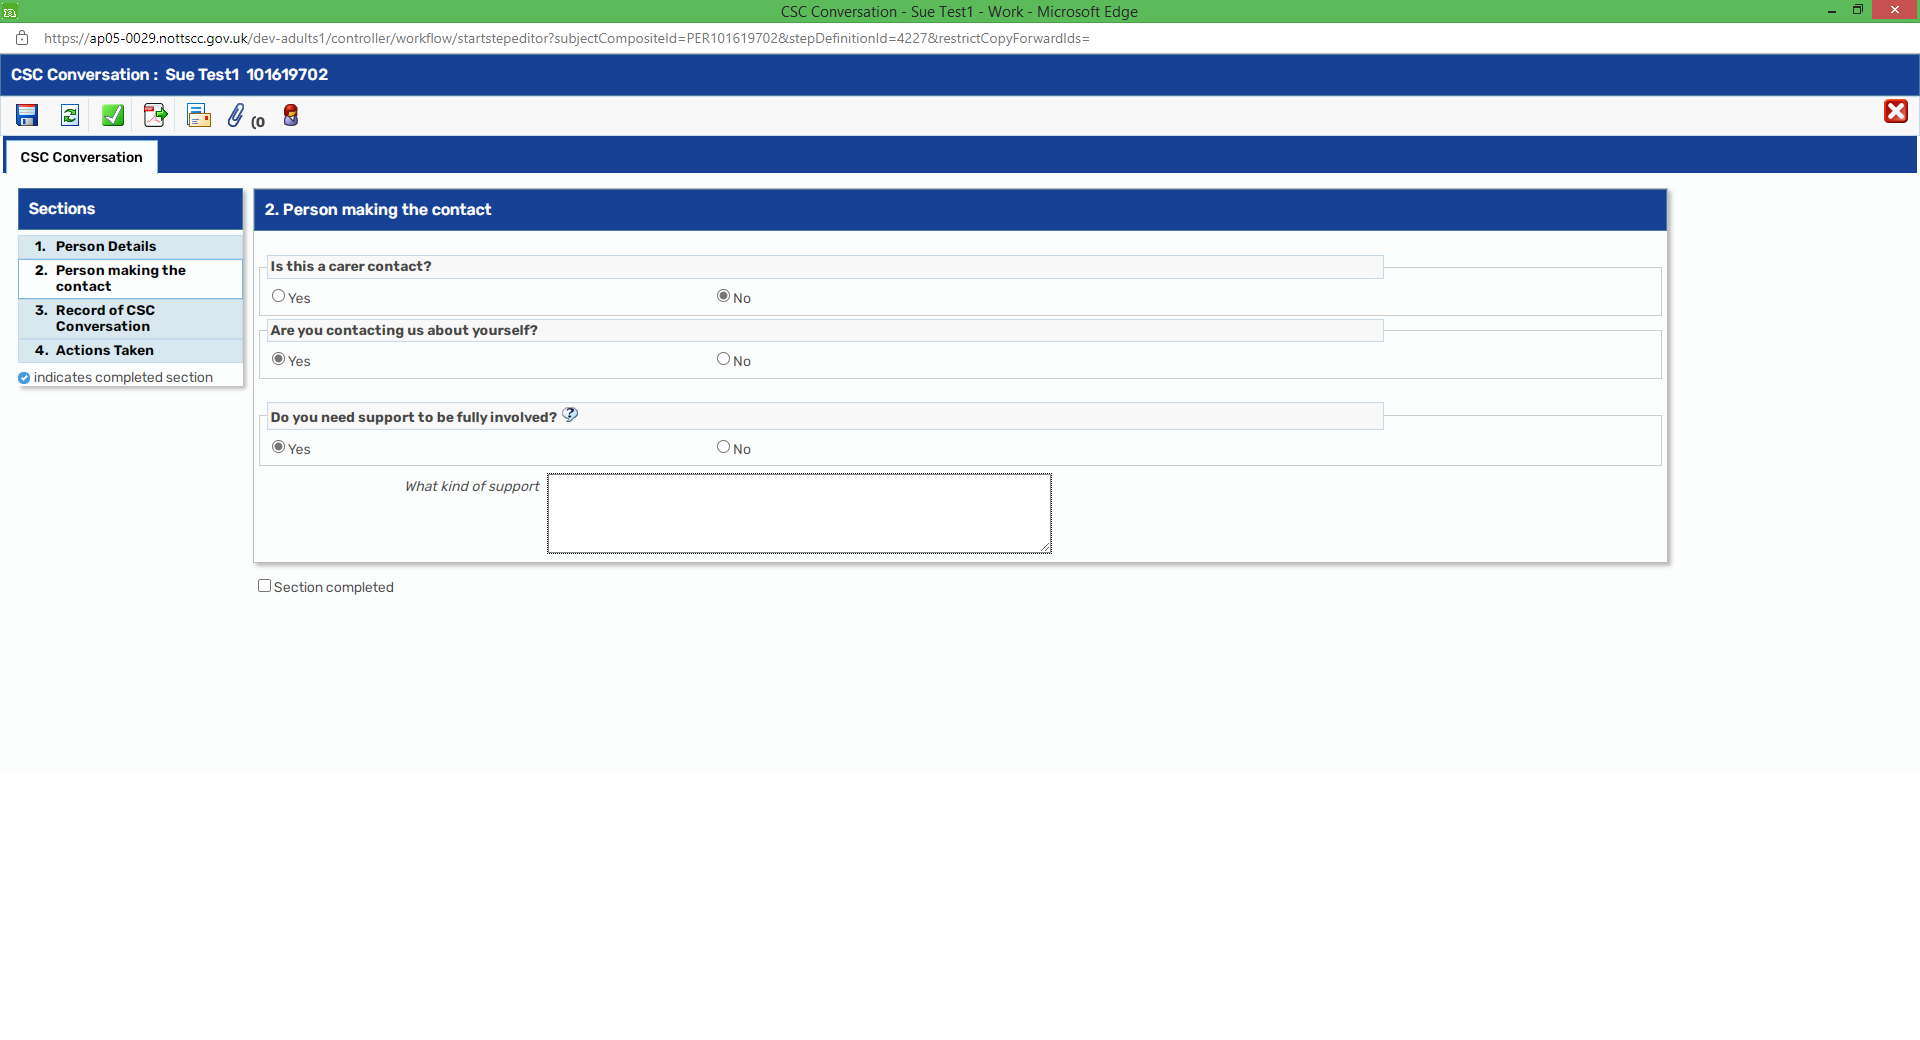 CSC Conversation - Sue Test1 - Work - Microsoft Edge
https://ap05-0029.nottscc.gov.uk/dev-adults1/controller/workflow/startstepeditor?subjectCompositeId=PER101619702&stepDefinitionId=4227&restrictCopyForwardIds=
CSC Conversation : Sue Test1 101619702
(0
CSC Conversation
Sections
1. Person Details
2. Person making the
contact
3. Record of CSC
Conversation
4. Actions Taken
indicates completed section
2. Person making the contact
Is this a carer contact?
Yes No
Are you contacting us about yourself?
Yes No
Do you need support to be fully involved?
Yes No
What kind of support
Section completed